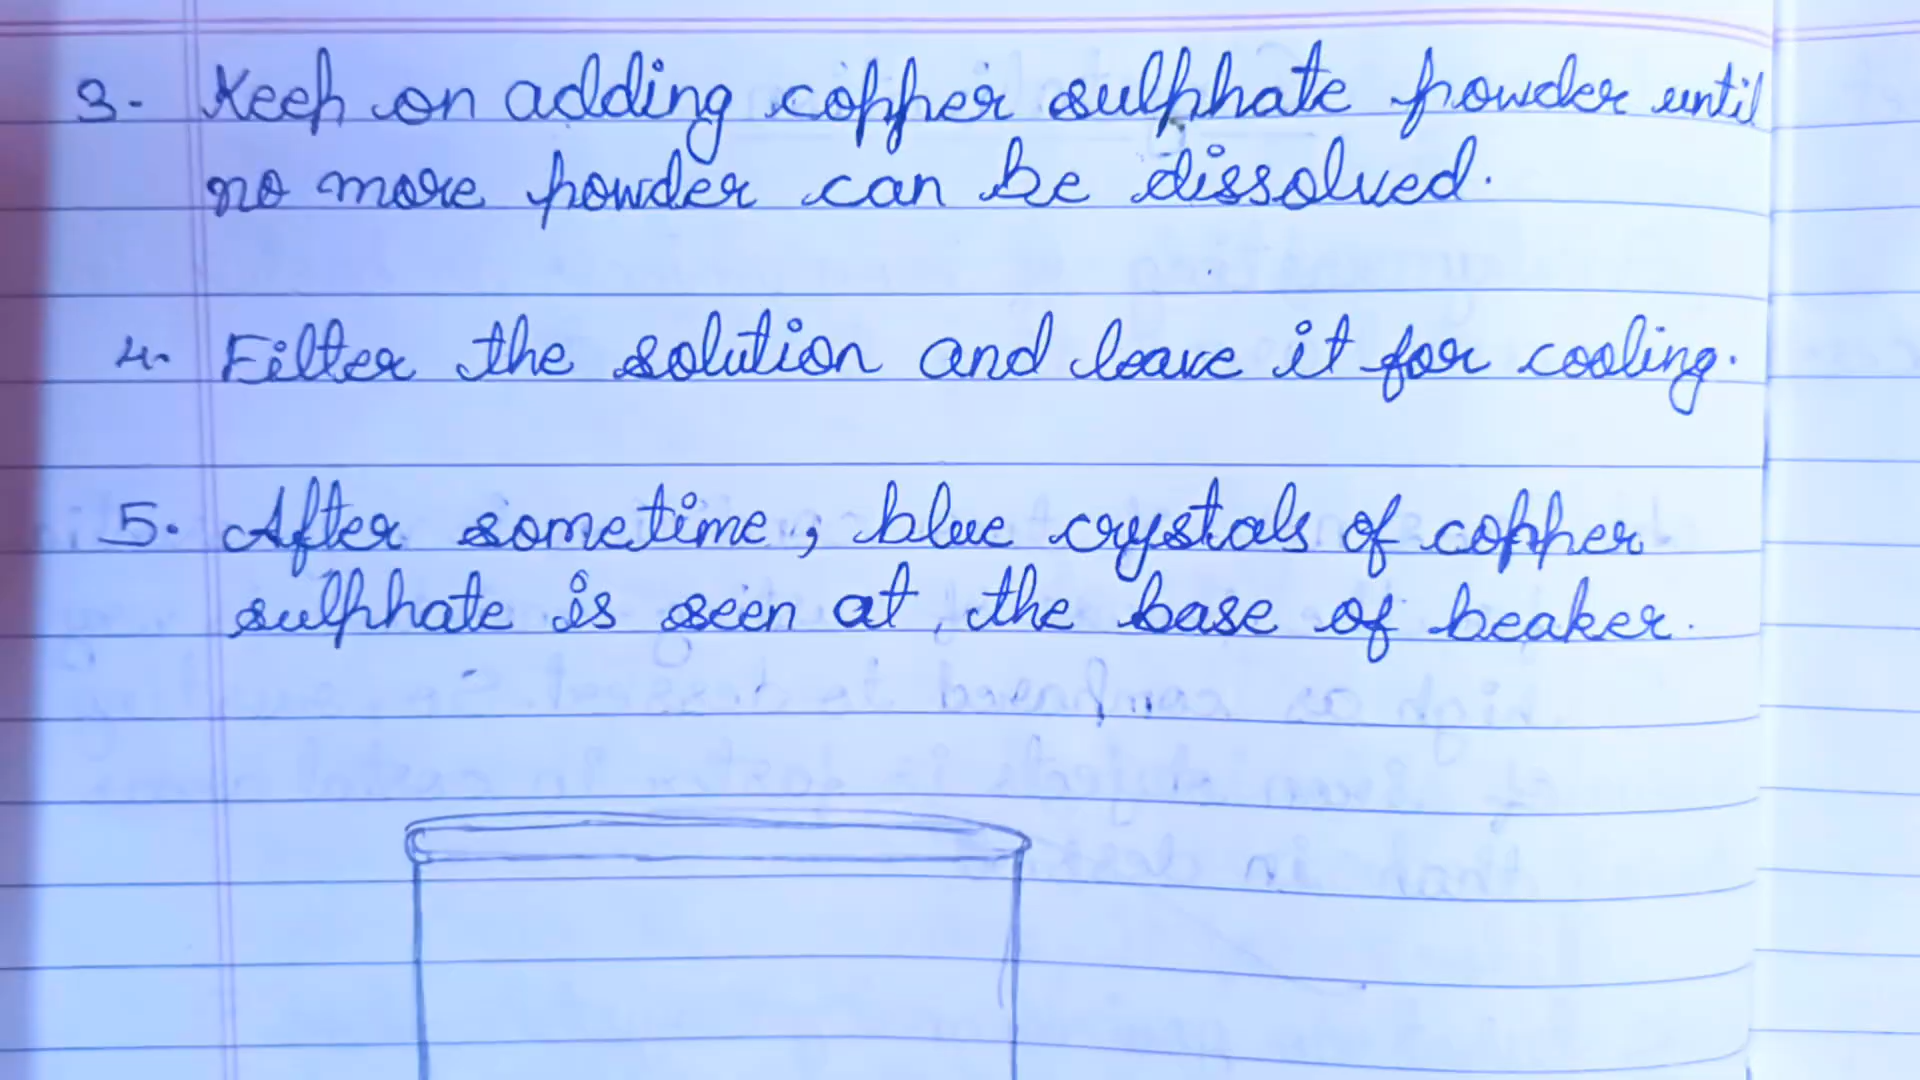 3. Keep on adding copper sulphate powder until
no more powder can be dissolved.
4. Filter the solution and leave it for cooling.
5. After sometime, blue crystals of copper
sulphate is seen at the base of beaker.